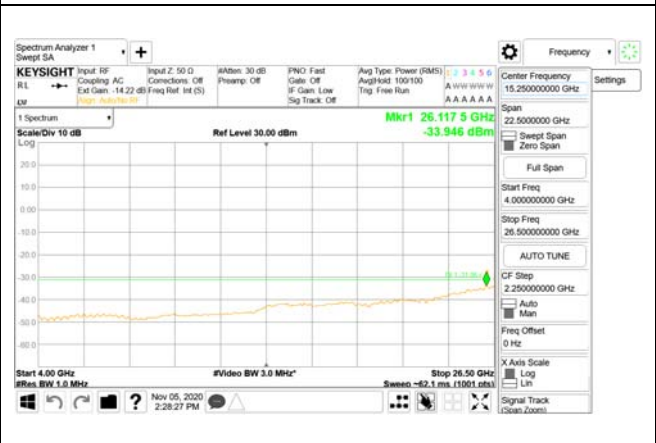 Spectrum Analyzer 1
Swept SA
Frequency
KEYSIGHT
RL
Input: RF
Coupling: AC
Ext Gain: -14.22 dB
Align: Auto/No RF
Input Z: 50 Ω
Corrections: Off
Freq Ref: Int (S)
#Atten: 30 dB
Preamp: Off
PNO: Fast
Gate: Off
IF Gain: Low
Sig Track: Off
Avg Type: Power (RMS)
Avg|Hold: 100/100
Trig: Free Run
1 2 3 4 5 6
A W W W W W
A A A A A A
Center Frequency
15.250000000 GHz
Settings
1 Spectrum
Scale/Div 10 dB
Ref Level 30.00 dBm
Mkr1 26.117 5 GHz
-33.946 dBm
Log
20.0
10.0
0.00
-10.0
-20.0
-30.0
-40.0
-50.0
-60.0
Span
22.5000000 GHz
Swept Span
Zero Span
Full Span
Start Freq
4.000000000 GHz
Stop Freq
26.500000000 GHz
AUTO TUNE
CF Step
2.250000000 GHz
Auto
Man
Freq Offset
0 Hz
X Axis Scale
Log
Lin
Signal Track
(Span Zoom)
Start 4.00 GHz
#Res BW 1.0 MHz
#Video BW 3.0 MHz*
Stop 26.50 GHz
Sweep ~62.1 ms (1001 pts)
Nov 05, 2020
2:28:27 PM